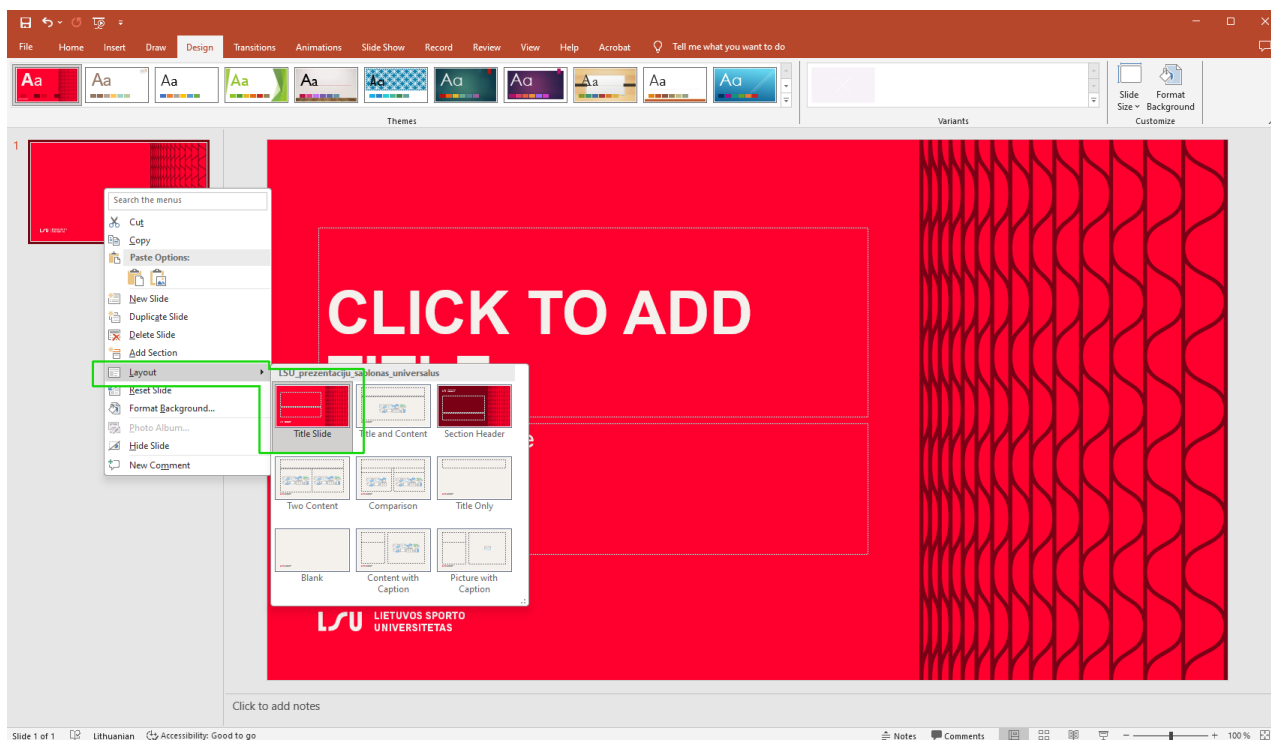 File Home Insert Draw Design Transitions Animations Slide Show Record Review View Help Acrobat Tell me what you want to do
Aa Aa Aa Aa Aa Aa Aa Aa Aa Aa Aa
Slide Size Format Background
Themes Variants Customize
1
CLICK TO ADD
LIETUVOS SPORTO
UNIVERSITETAS
Search the menus
Cut
Copy
Paste Options:
New Slide
Duplicate Slide
Delete Slide
Add Section
Layout
Reset Slide
Format Background...
Photo Album...
Hide Slide
New Comment
LSU_prezentaciju_sablonas_universalus
Title Slide Title and Content Section Header
Two Content Comparison Title Only
Blank Content with Caption Picture with Caption
LSU
Click to add notes
Slide 1 of 1 Lithuanian Accessibility: Good to go Notes Comments 100 %